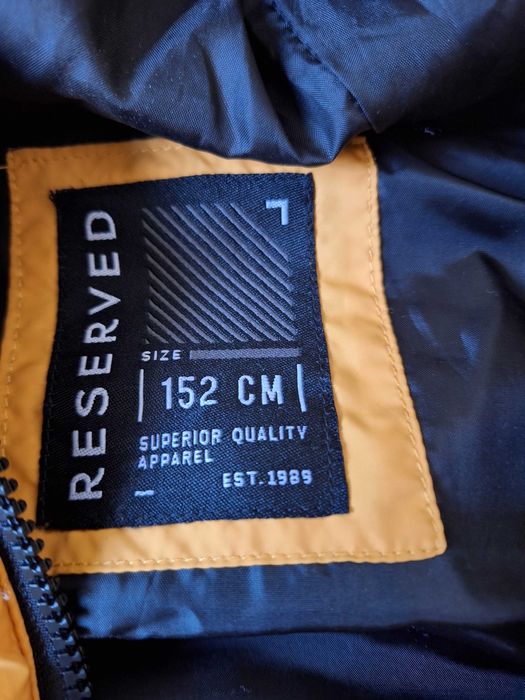 RESERVED
SIZE
152 CM
SUPERIOR QUALITY
APPAREL
EST.1989